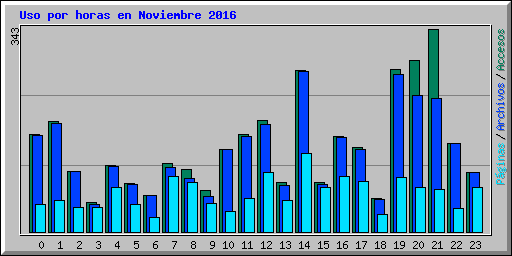 Uso por horas en Noviembre 2016
343
Páginas / Archivos / Accesos
0 1 2 3 4 5 6 7 8 9 10 11 12 13 14 15 16 17 18 19 20 21 22 23